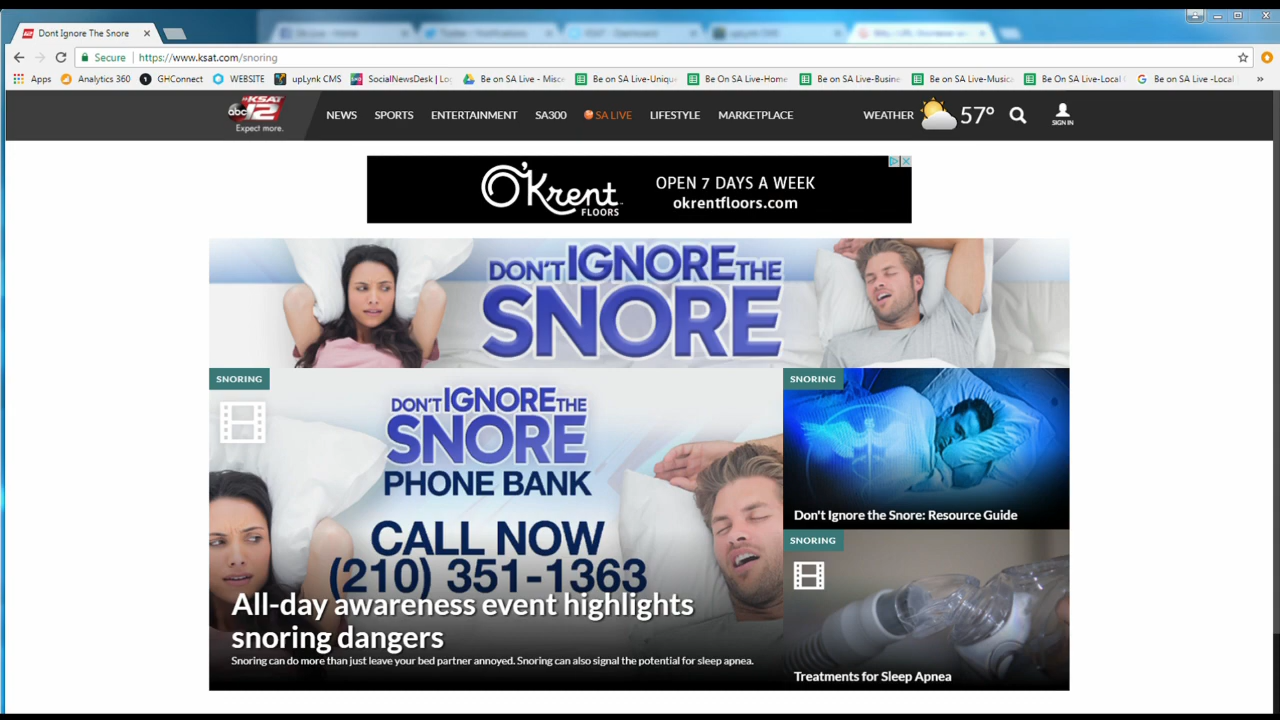 Dont Ignore The Snore
Secure
https://www.ksat.com/snoring
Apps
Analytics 360
GHConnect
WEBSITE
upLynk CMS
SocialNewsDesk | Lo
Be on SA Live - Misce
Be on SA Live-Uniqu
Be On SA Live-Home
Be on SA Live-Busine
Be on SA Live-Musica
Be On SA Live-Local
Be on SA Live -Local
abc KSAT 12
Expect more.
NEWS
SPORTS
ENTERTAINMENT
SA300
SA LIVE
LIFESTYLE
MARKETPLACE
WEATHER
57°
SIGN IN
O'Krent
FLOORS
OPEN 7 DAYS A WEEK
okrentfloors.com
DON'T IGNORE THE
SNORE
SNORING
DON'T IGNORE THE
SNORE
PHONE BANK
CALL NOW
(210) 351-1363
All-day awareness event highlights
snoring dangers
Snoring can do more than just leave your bed partner annoyed. Snoring can also signal the potential for sleep apnea.
SNORING
Don't Ignore the Snore: Resource Guide
SNORING
Treatments for Sleep Apnea